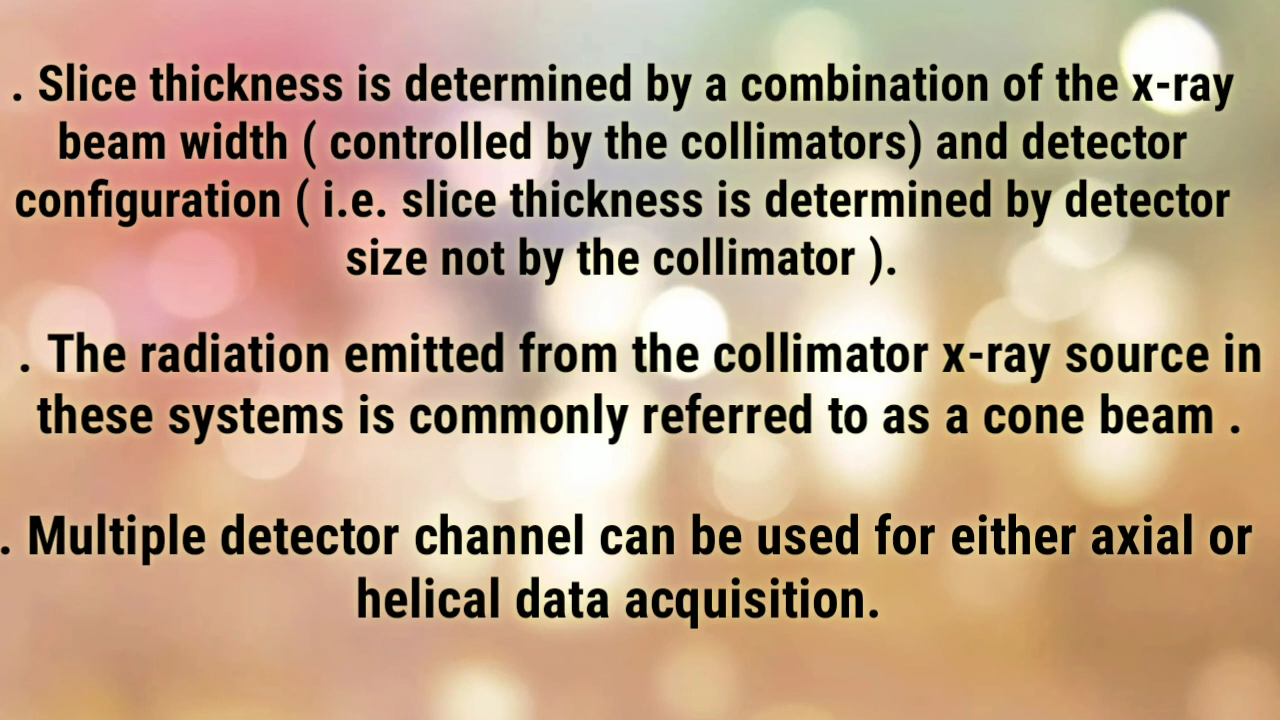 . Slice thickness is determined by a combination of the x-ray
beam width ( controlled by the collimators) and detector
configuration ( i.e. slice thickness is determined by detector
size not by the collimator ).
. The radiation emitted from the collimator x-ray source in
these systems is commonly referred to as a cone beam .
. Multiple detector channel can be used for either axial or
helical data acquisition.